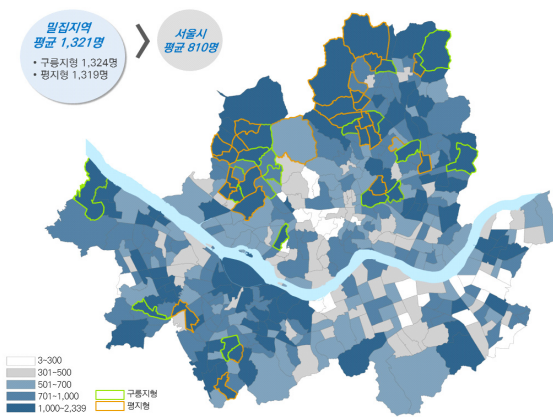 밀집지역
평균 1,321명
• 구릉지형 1,324명
• 평지형 1,319명
서울시
평균 810명
3~300
301~500
501~700
701~1,000
1,000~2,339
구릉지형
평지형